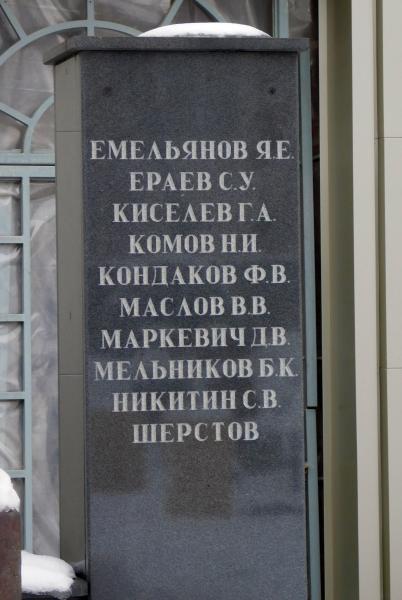 ЕМЕЛЬЯНОВ Я.Е.
ЕРАЕВ С.У.
КИСЕЛЕВ Г.А.
КОМОВ Н.И.
КОНДАКОВ Ф.В.
МАСЛОВ В.В.
МАРКЕВИЧ Д.В.
МЕЛЬНИКОВ Б.К.
НИКИТИН С.В.
ШЕРСТОВ